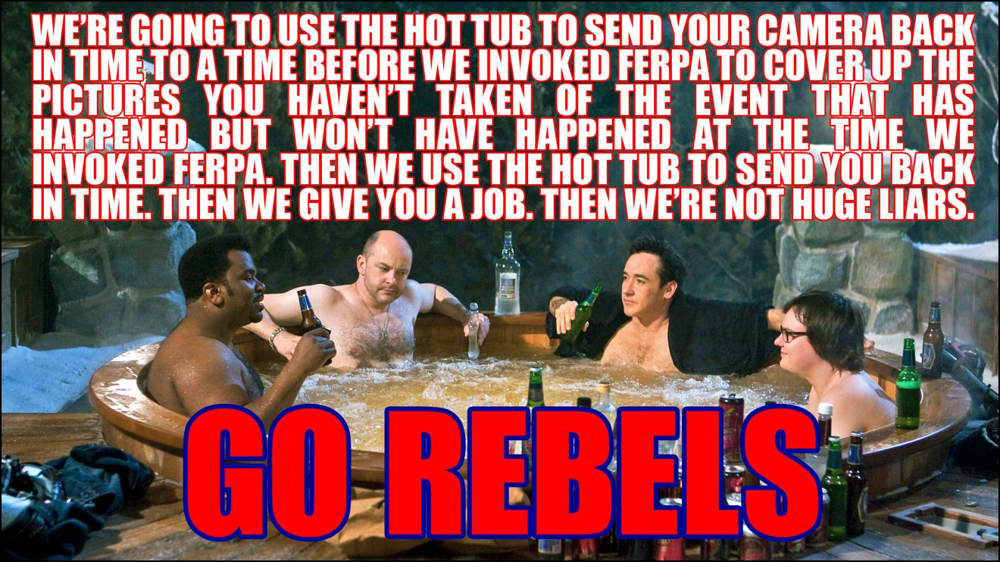 WE'RE GOING TO USE THE HOT TUB TO SEND YOUR CAMERA BACK
IN TIME TO A TIME BEFORE WE INVOKED FERPA TO COVER UP THE
PICTURES YOU HAVEN'T TAKEN OF THE EVENT THAT HAS
HAPPENED BUT WON'T HAVE HAPPENED AT THE TIME WE
INVOKED FERPA. THEN WE USE THE HOT TUB TO SEND YOU BACK
IN TIME. THEN WE GIVE YOU A JOB. THEN WE'RE NOT HUGE LIARS.
GO REBELS